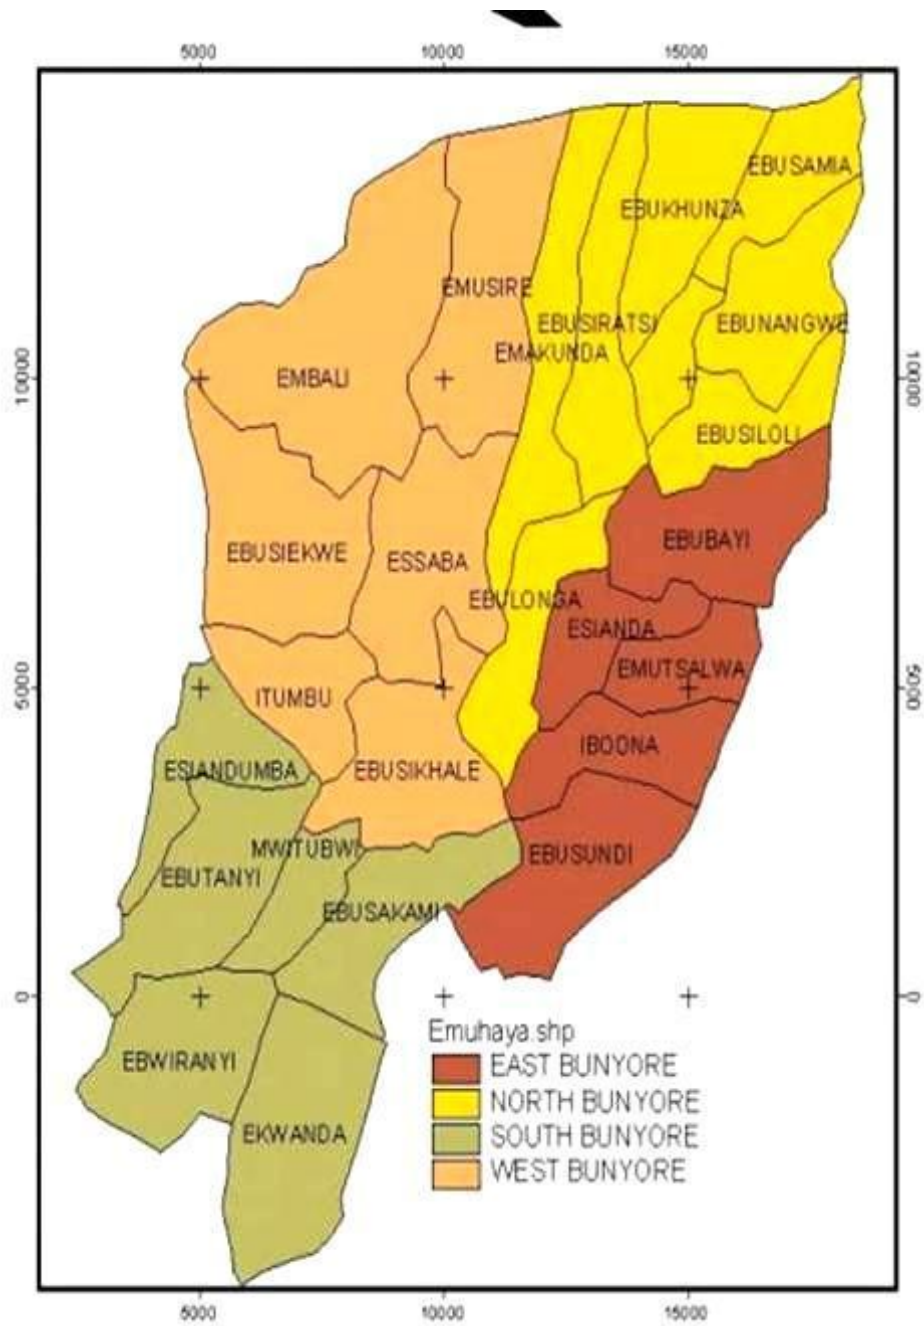 5000 10000 15000
EBUSAMIA
EBUKHUNZA
EMUSIRE
EBUSIRATSI
EBUNANGWE
EMAKUNDA
10000
EMBALI
10000
EBUSILOLI
EBUBAYI
EBUSIEKWE
ESSABA
EBULONGA
ESIANDA
EMUTSALWA
5000
ITUMBU
5000
IBOONA
ESIANDUMBA
EBUSIKHALE
MWITUBWI
EBUSUNDI
EBUTANYI
EBUSAKAMI
0
0
Emuhaya.shp
EBWIRANYI
EAST BUNYORE
NORTH BUNYORE
EKWANDA
SOUTH BUNYORE
WEST BUNYORE
5000 10000 15000